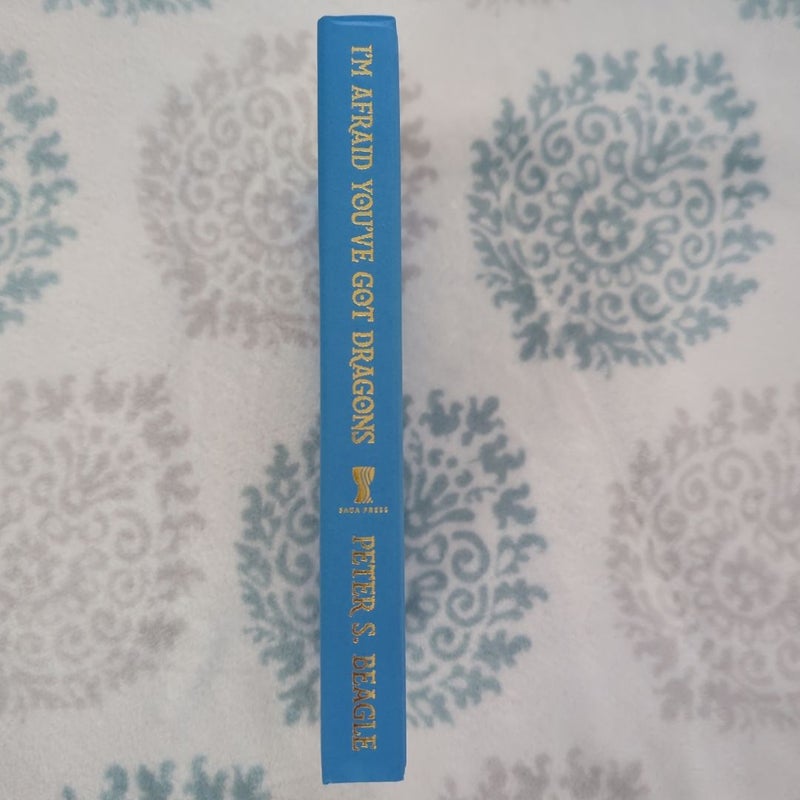 I'M AFRAID YOU'VE GOT DRAGONS
SAGA PRESS
PETER S. BEAGLE